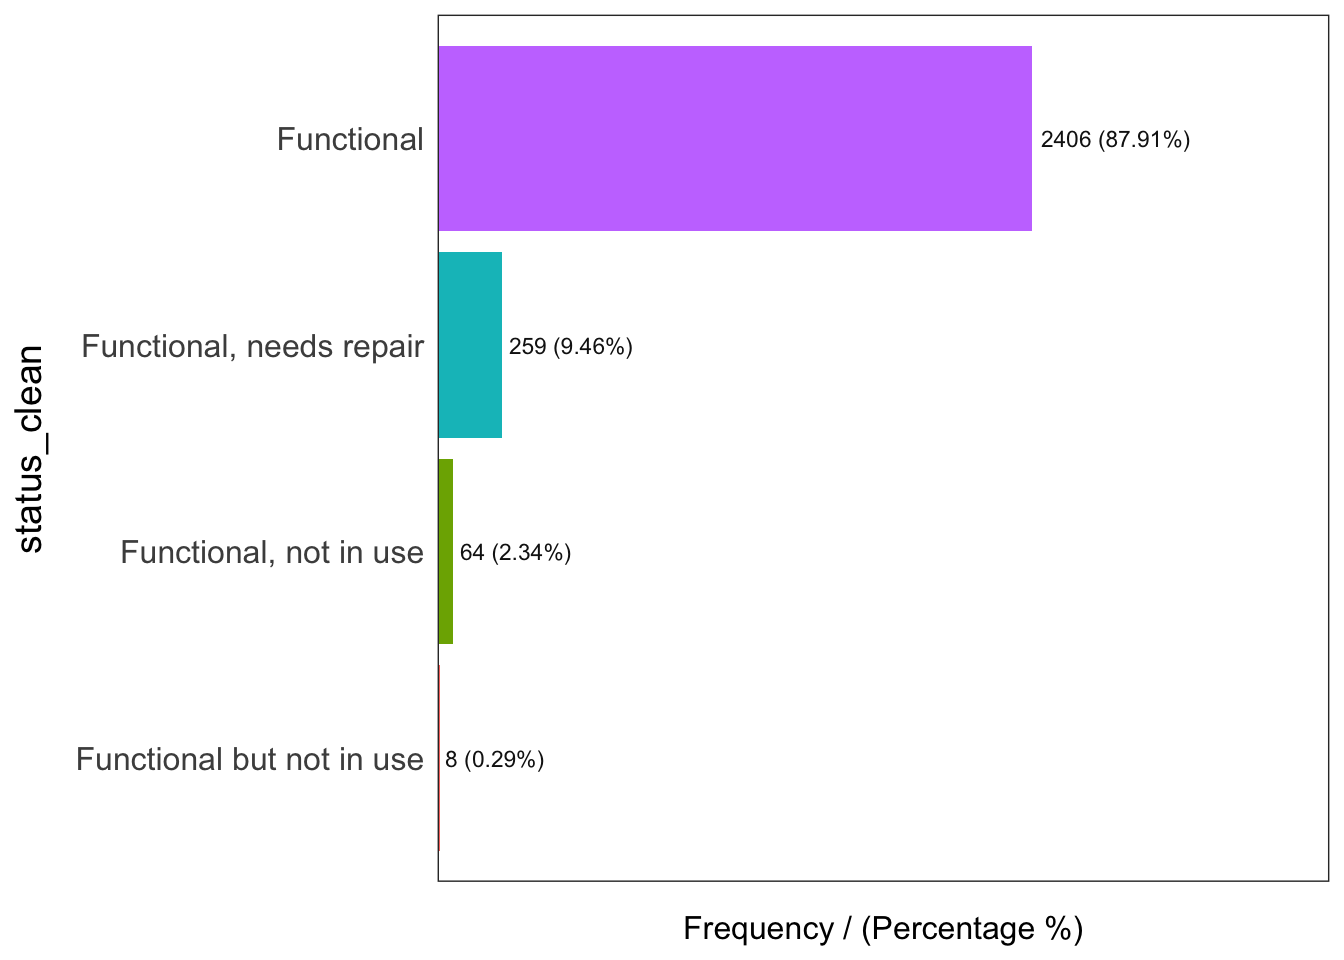 Functional
2406 (87.91%)
Functional, needs repair
259 (9.46%)
Functional, not in use
64 (2.34%)
Functional but not in use
8 (0.29%)
status_clean
Frequency / (Percentage %)